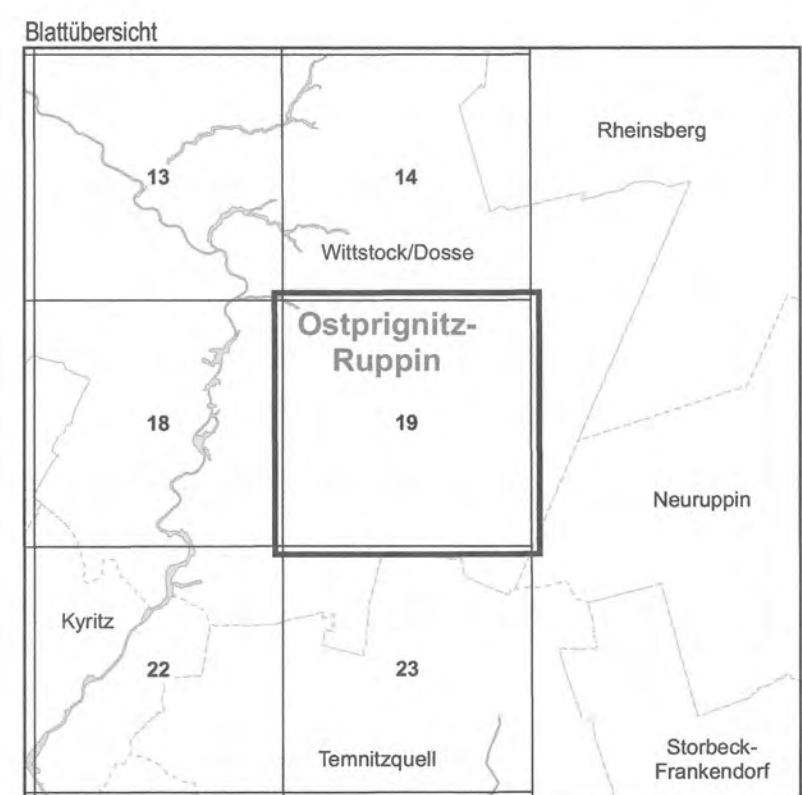 Blattübersicht
Rheinsberg
13
14
Wittstock/Dosse
Ostprignitz-
Ruppin
18
19
Neuruppin
Kyritz
22
23
Temnitzquell
Storbeck-
Frankendorf